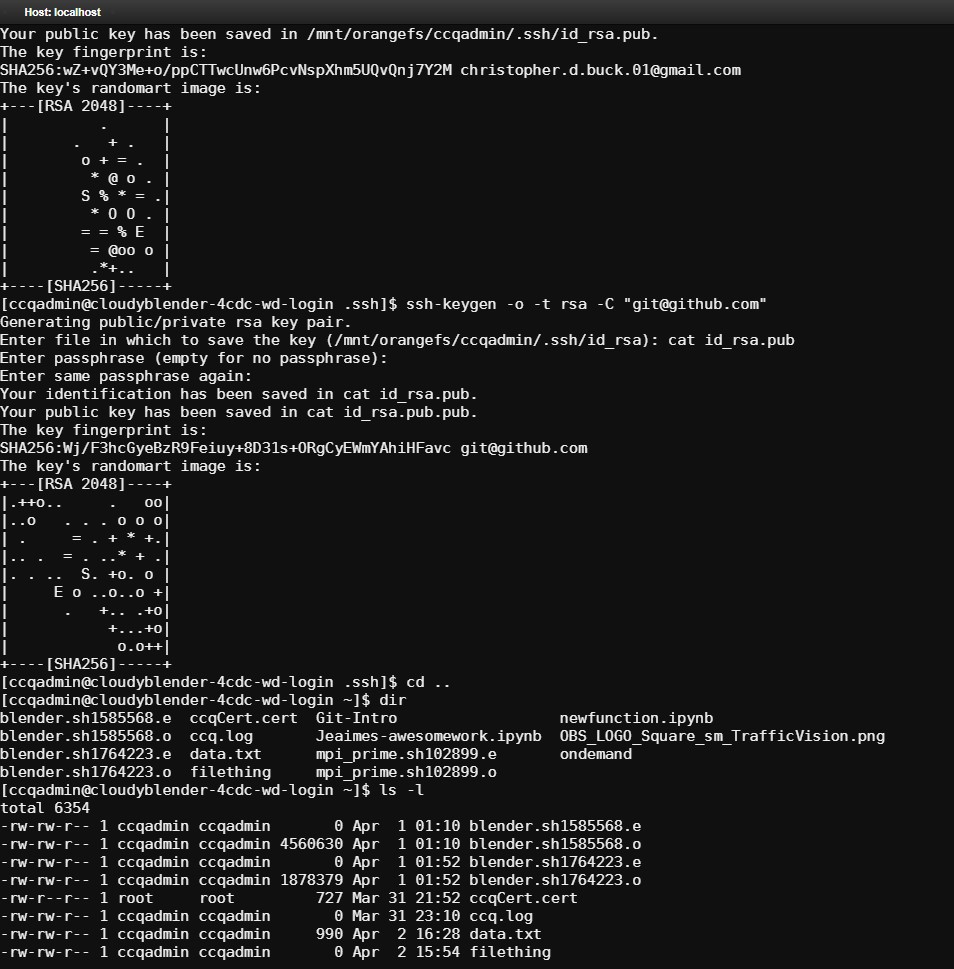 Host: localhost
Your public key has been saved in /mnt/orangefs/ccqadmin/.ssh/id_rsa.pub.
The key fingerprint is:
SHA256:wZ+vQY3Me+o/ppCTTwcUnw6PcvNspXhm5UQvQnj7Y2M christopher.d.buck.01@gmail.com
The key's randomart image is:
+---[RSA 2048]----+
|          .      |
|       .   + .   |
|        o + = .  |
|         * @ o . |
|        S % * = .|
|         * O O . |
|        = = % E  |
|         = @oo o |
|         .*+..   |
+----[SHA256]-----+
[ccqadmin@cloudyblender-4cdc-wd-login .ssh]$ ssh-keygen -o -t rsa -C "git@github.com"
Generating public/private rsa key pair.
Enter file in which to save the key (/mnt/orangefs/ccqadmin/.ssh/id_rsa): cat id_rsa.pub
Enter passphrase (empty for no passphrase):
Enter same passphrase again:
Your identification has been saved in cat id_rsa.pub.
Your public key has been saved in cat id_rsa.pub.pub.
The key fingerprint is:
SHA256:Wj/F3hcGyeBzR9Feiuy+8D31s+ORgCyEWmYAhiHFavc git@github.com
The key's randomart image is:
+---[RSA 2048]----+
|.++o..     .   oo|
|..o   . . . o o o|
| .     = . + * +.|
|.. .  = . ..* + .|
|. . ..  S. +o. o |
|     E o ..o..o +|
|      .   +.. .+o|
|           +...+o|
|            o.o++|
+----[SHA256]-----+
[ccqadmin@cloudyblender-4cdc-wd-login .ssh]$ cd ..
[ccqadmin@cloudyblender-4cdc-wd-login ~]$ dir
blender.sh1585568.e  ccqCert.cert  Git-Intro                  newfunction.ipynb
blender.sh1585568.o  ccq.log       Jeaimes-awesomework.ipynb  OBS_LOGO_Square_sm_TrafficVision.png
blender.sh1764223.e  data.txt      mpi_prime.sh102899.e       ondemand
blender.sh1764223.o  filething     mpi_prime.sh102899.o
[ccqadmin@cloudyblender-4cdc-wd-login ~]$ ls -l
total 6354
-rw-rw-r-- 1 ccqadmin ccqadmin       0 Apr  1 01:10 blender.sh1585568.e
-rw-rw-r-- 1 ccqadmin ccqadmin 4560630 Apr  1 01:10 blender.sh1585568.o
-rw-rw-r-- 1 ccqadmin ccqadmin       0 Apr  1 01:52 blender.sh1764223.e
-rw-rw-r-- 1 ccqadmin ccqadmin 1878379 Apr  1 01:52 blender.sh1764223.o
-rw-r--r-- 1 root     root         727 Mar 31 21:52 ccqCert.cert
-rw-rw-r-- 1 ccqadmin ccqadmin       0 Mar 31 23:10 ccq.log
-rw-rw-r-- 1 ccqadmin ccqadmin     990 Apr  2 16:28 data.txt
-rw-rw-r-- 1 ccqadmin ccqadmin       0 Apr  2 15:54 filething